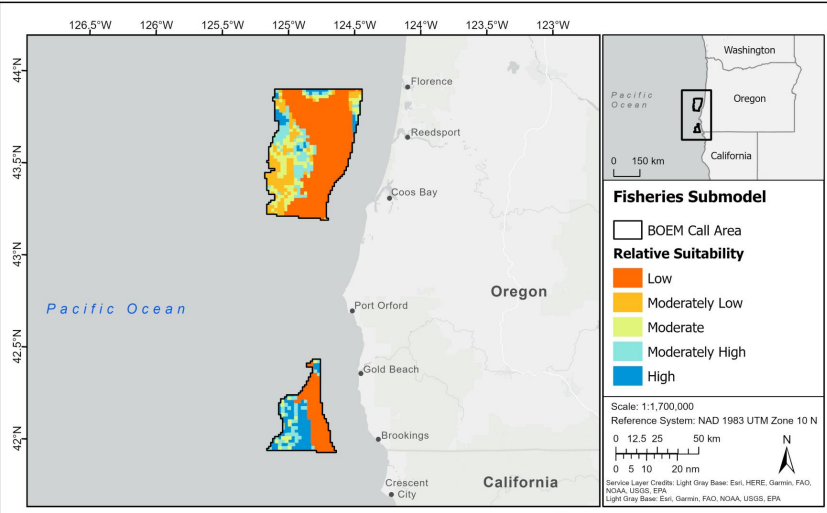 126.5°W 126°W 125.5°W 125°W 124.5°W 124°W 123.5°W 123°W
44°N
43.5°N
43°N
42.5°N
42°N
Florence
Reedsport
Coos Bay
Port Orford
Gold Beach
Brookings
Crescent
City
Pacific Ocean
Oregon
California
Washington
Pacific
Ocean
Oregon
California
0 150 km
Fisheries Submodel
BOEM Call Area
Relative Suitability
Low
Moderately Low
Moderate
Moderately High
High
Scale: 1:1,700,000
Reference System: NAD 1983 UTM Zone 10 N
0 12.5 25 50 km
N
0 5 10 20 nm
Service Layer Credits: Light Gray Base: Esri, HERE, Garmin, FAO,
NOAA, USGS, EPA
Light Gray Base: Esri, Garmin, FAO, NOAA, USGS, EPA